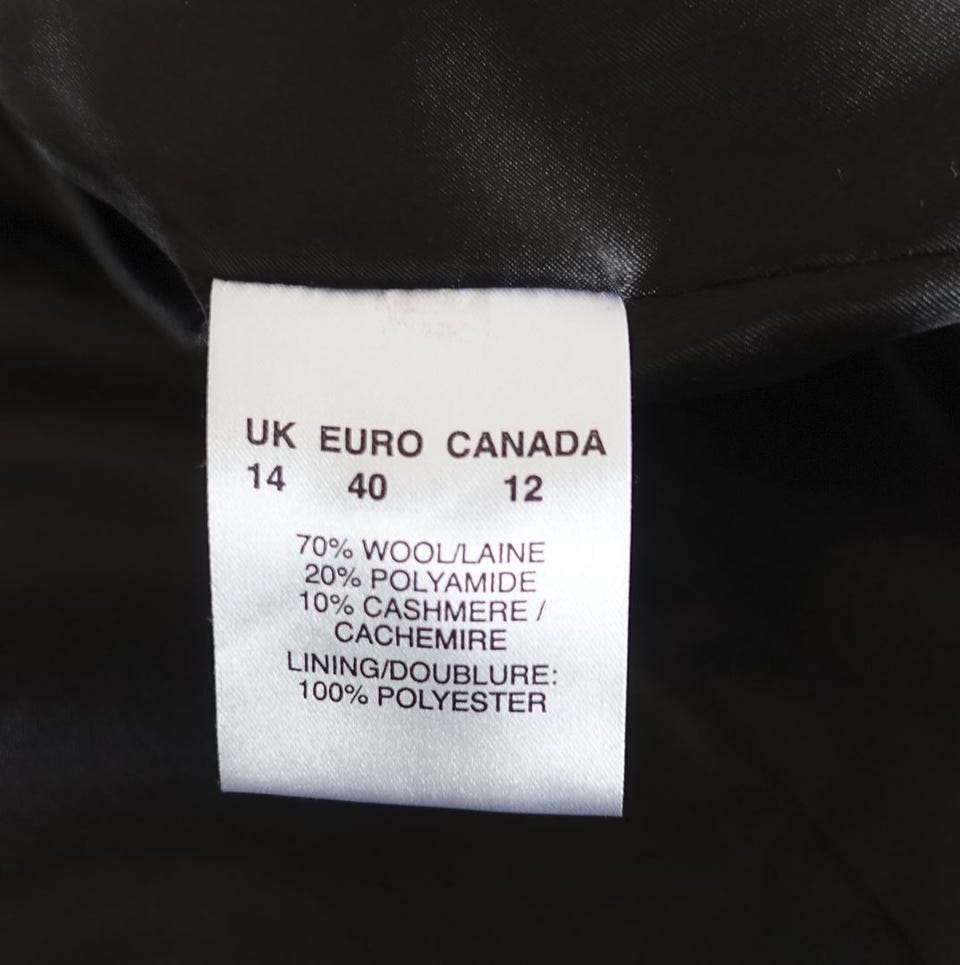 UK EURO CANADA
14 40 12
70% WOOL/LAINE
20% POLYAMIDE
10% CASHMERE /
CACHEMIRE
LINING/DOUBLURE:
100% POLYESTER